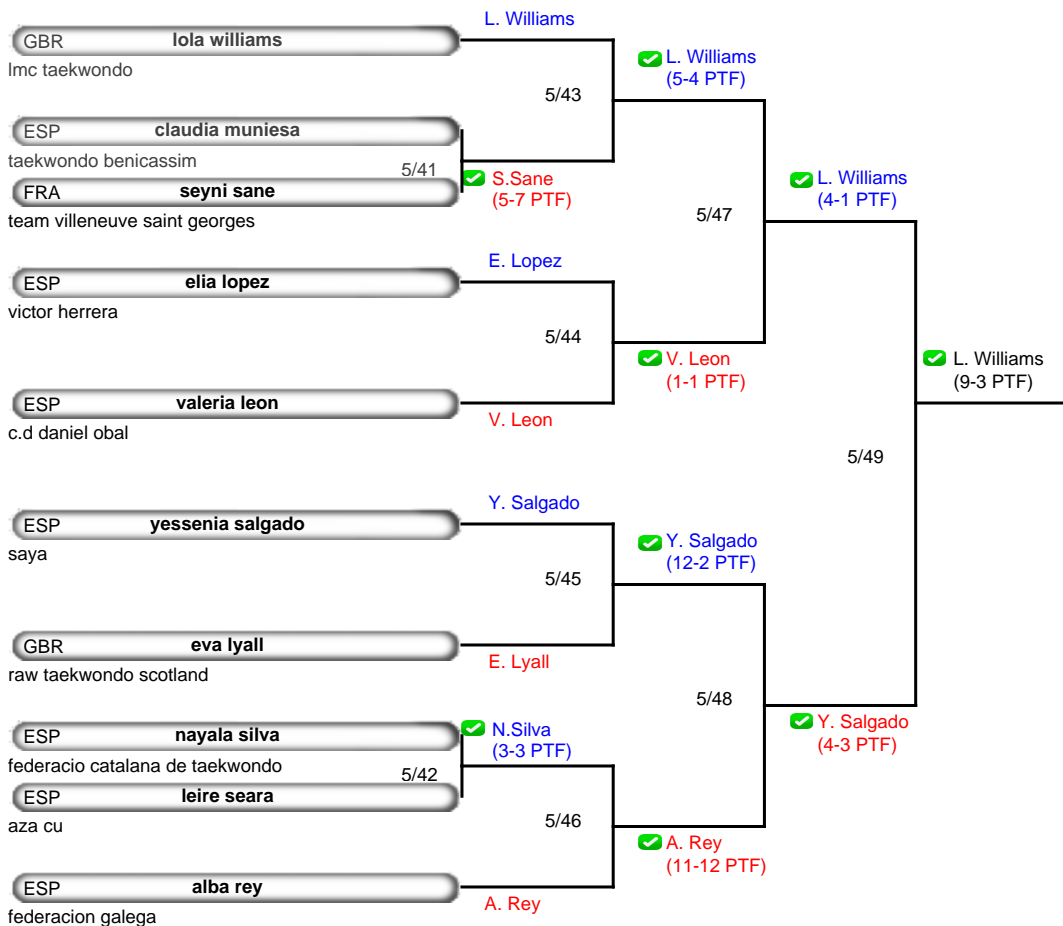 L. Williams
GBR lola williams
lmc taekwondo
L. Williams
(5-4 PTF)
5/43
ESP claudia muniesa
taekwondo benicassim
5/41
S.Sane
(5-7 PTF)
FRA seyni sane
team villeneuve saint georges
L. Williams
(4-1 PTF)
5/47
E. Lopez
ESP elia lopez
victor herrera
5/44
V. Leon
(1-1 PTF)
L. Williams
(9-3 PTF)
ESP valeria leon
c.d daniel obal
V. Leon
5/49
Y. Salgado
ESP yessenia salgado
saya
Y. Salgado
(12-2 PTF)
5/45
GBR eva lyall
raw taekwondo scotland
E. Lyall
5/48
Y. Salgado
(4-3 PTF)
ESP nayala silva
federacio catalana de taekwondo
N.Silva
(3-3 PTF)
5/42
ESP leire seara
aza cu
5/46
A. Rey
(11-12 PTF)
ESP alba rey
federacion galega
A. Rey